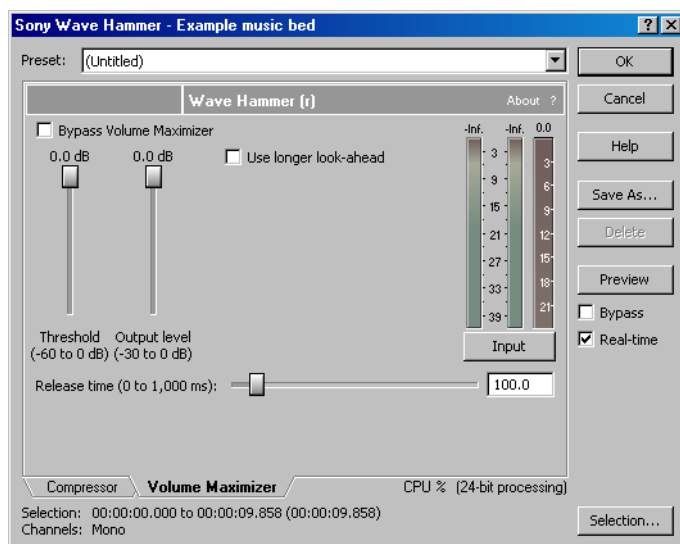 Sony Wave Hammer - Example music bed
Preset: (Untitled)
OK
Wave Hammer (r) About ?
Cancel
Bypass Volume Maximizer
-Inf. -Inf. 0.0
0.0 dB 0.0 dB
Use longer look-ahead
Help
3
9
15
21
27
33
39
3
6
9
12
15
18
21
Save As...
Delete
Preview
Bypass
Real-time
Threshold Output level
(-60 to 0 dB) (-30 to 0 dB)
Input
Release time (0 to 1,000 ms): 100.0
Compressor Volume Maximizer CPU % (24-bit processing)
Selection: 00:00:00.000 to 00:00:09.858 (00:00:09.858)
Channels: Mono
Selection...